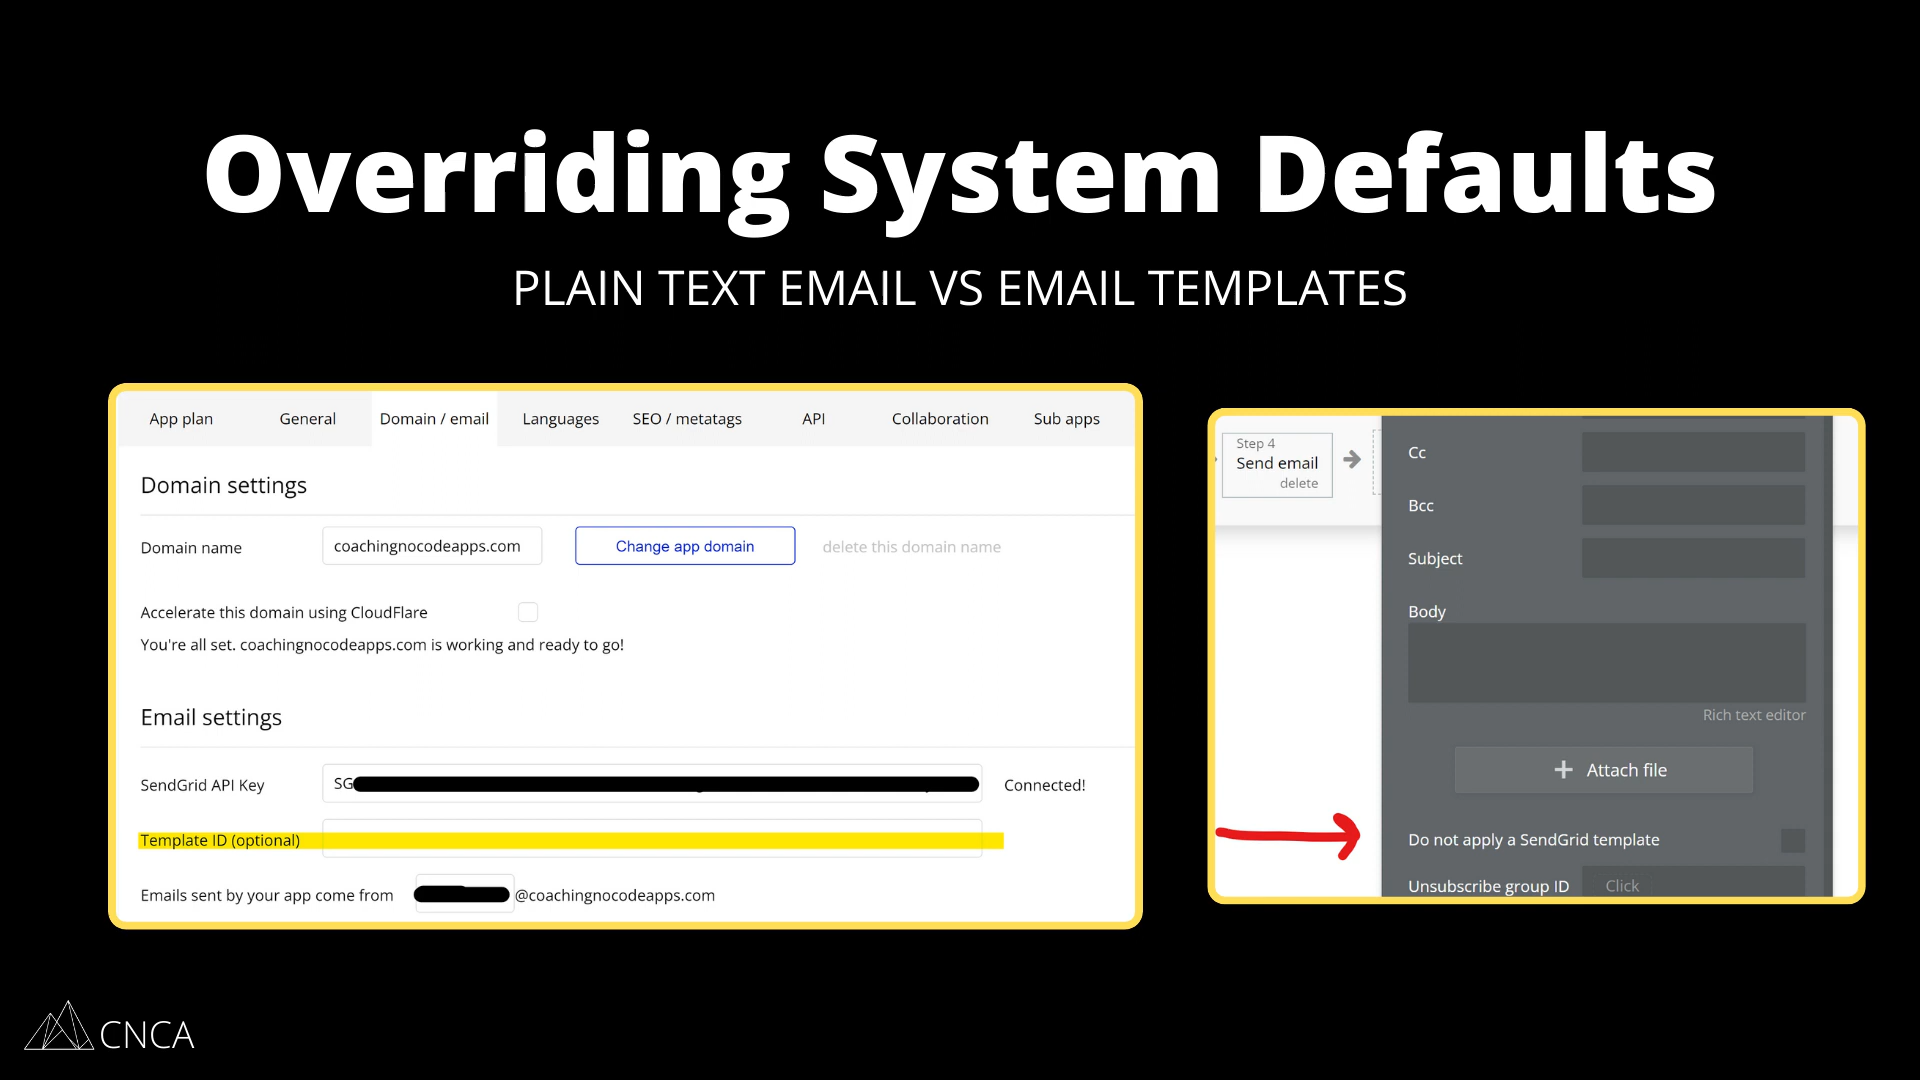 Overriding System Defaults
PLAIN TEXT EMAIL VS EMAIL TEMPLATES
App plan General Domain / email Languages SEO / metatags API Collaboration Sub apps
Domain settings
Domain name coachingnocodeapps.com Change app domain delete this domain name
Accelerate this domain using CloudFlare
You're all set. coachingnocodeapps.com is working and ready to go!
Email settings
SendGrid API Key SG Connected!
Template ID (optional)
Emails sent by your app come from @coachingnocodeapps.com
Step 4
Send email
delete
Cc
Bcc
Subject
Body
Rich text editor
+ Attach file
Do not apply a SendGrid template
Unsubscribe group ID Click
CNCA